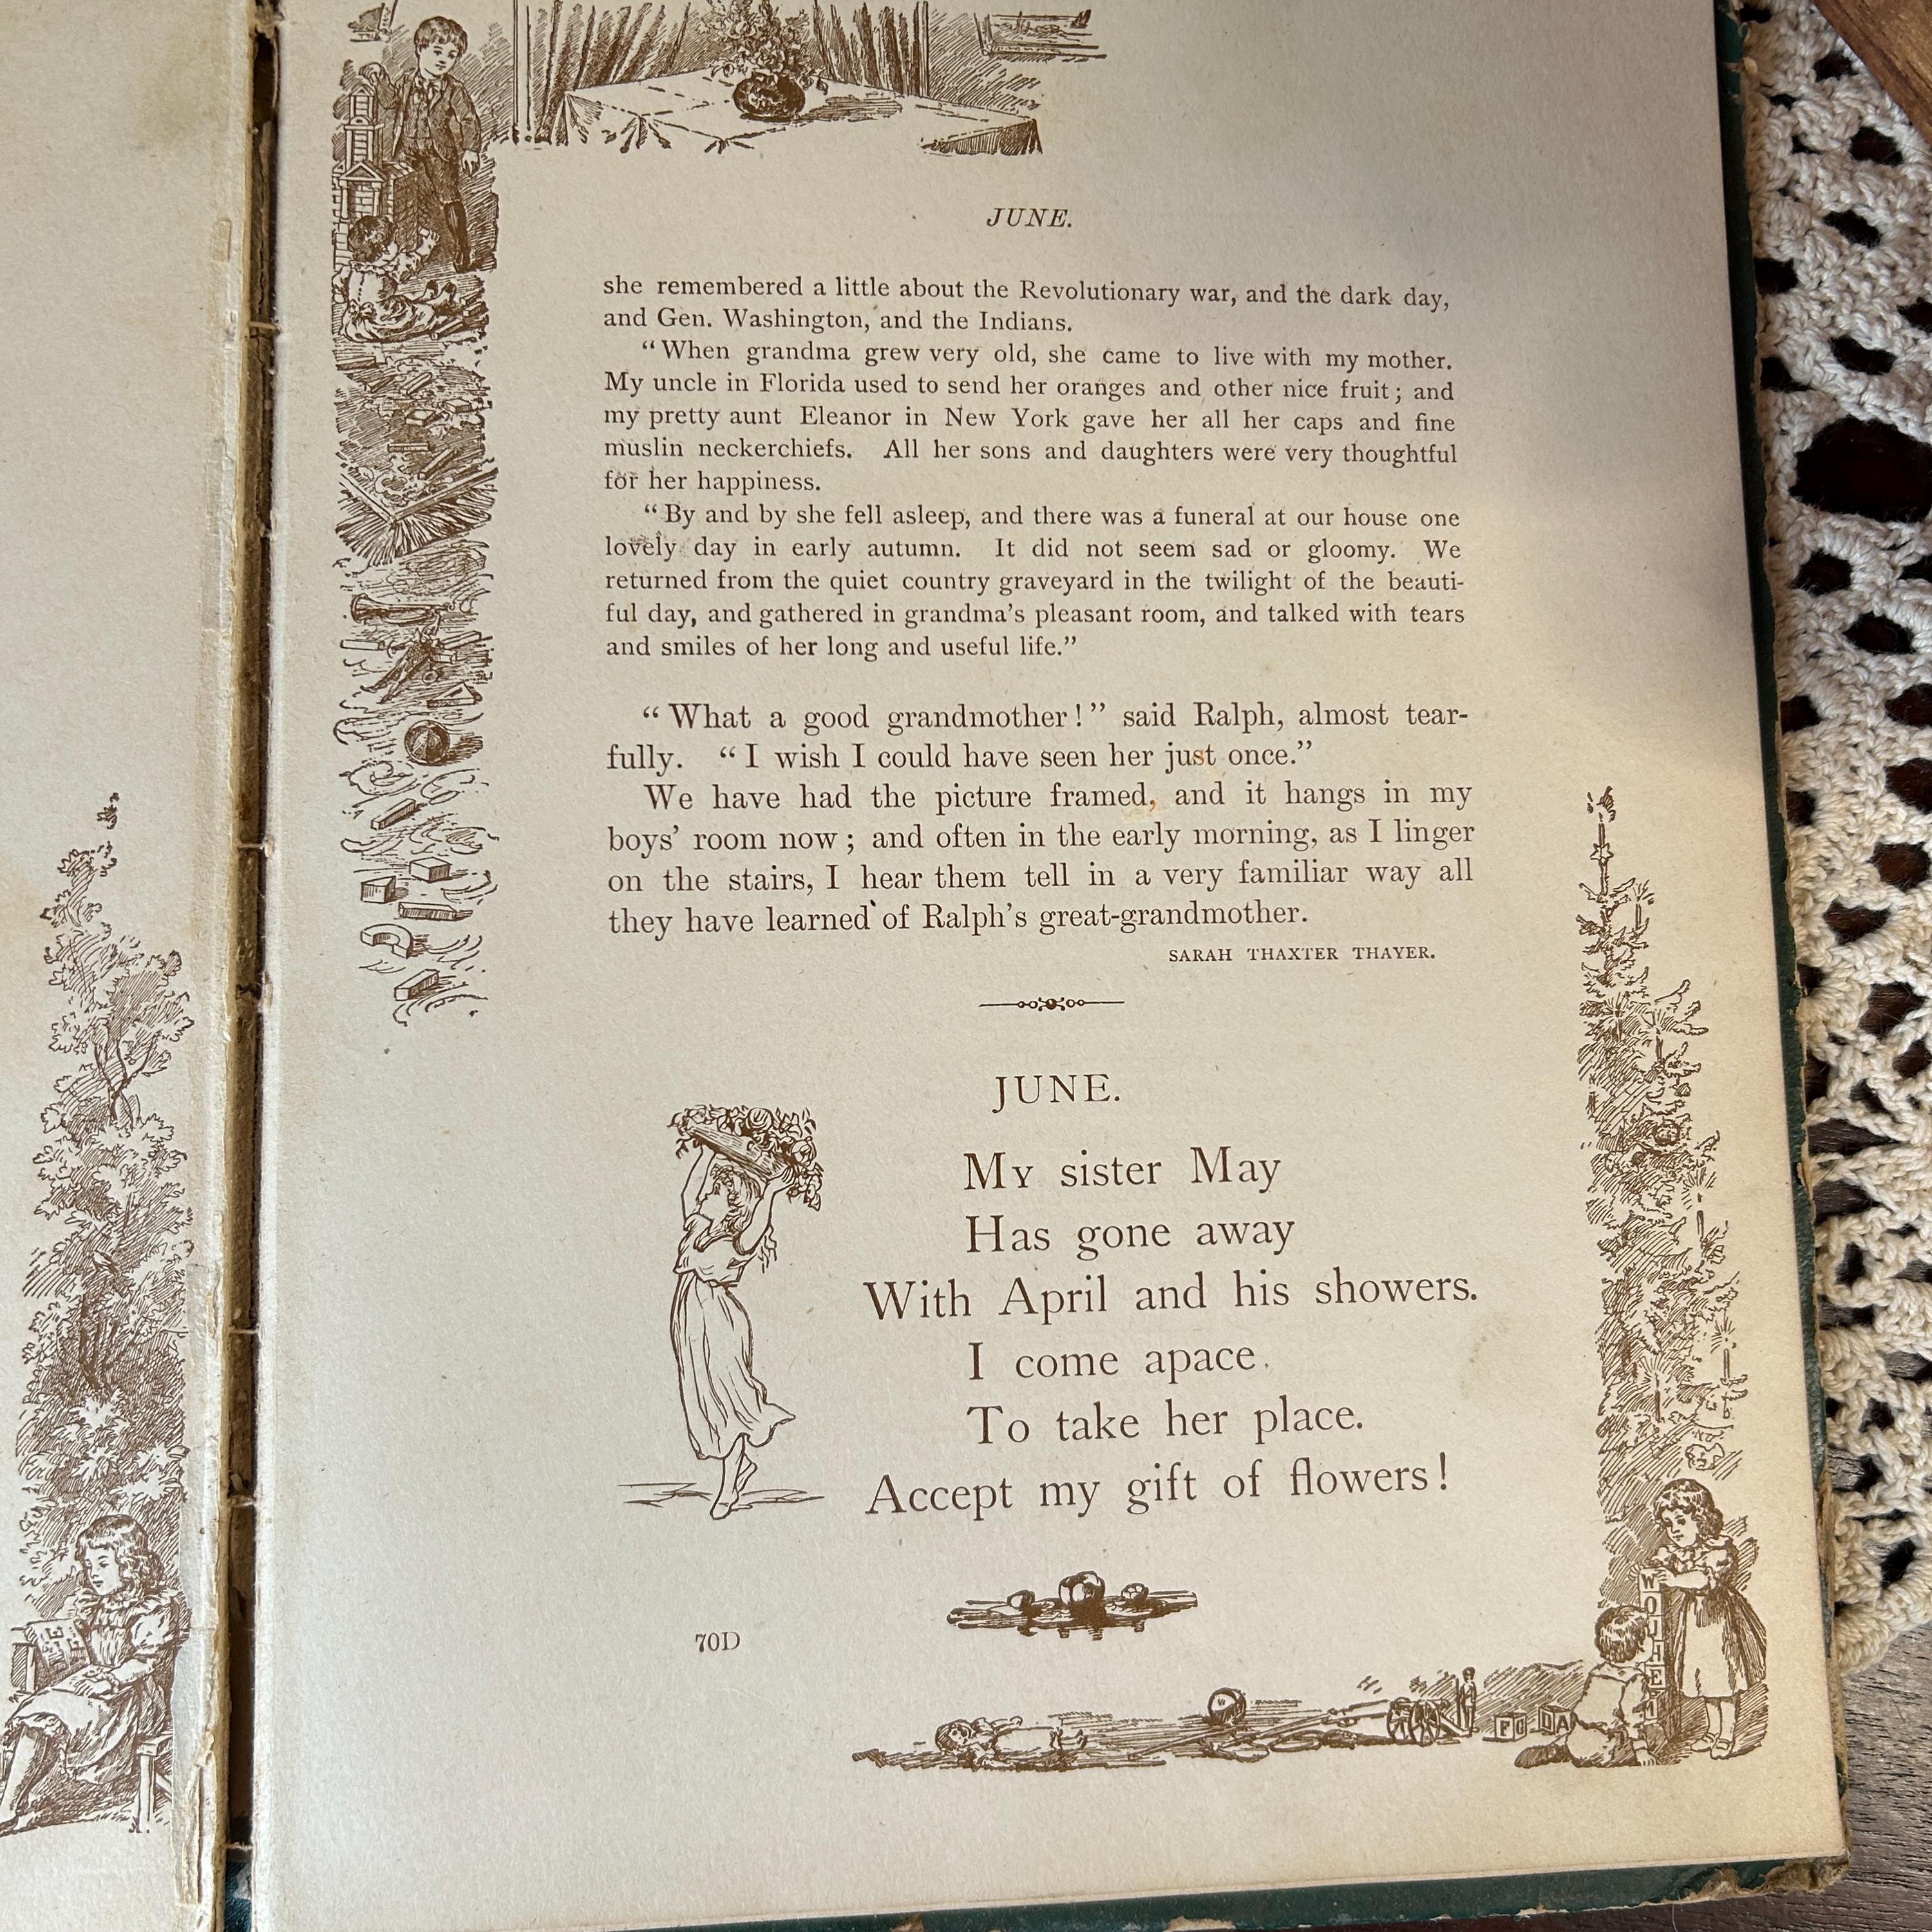 JUNE.
she remembered a little about the Revolutionary war, and the dark day,
and Gen. Washington, and the Indians.
“When grandma grew very old, she came to live with my mother.
My uncle in Florida used to send her oranges and other nice fruit; and
my pretty aunt Eleanor in New York gave her all her caps and fine
muslin neckerchiefs. All her sons and daughters were very thoughtful
for her happiness.
“By and by she fell asleep, and there was a funeral at our house one
lovely day in early autumn. It did not seem sad or gloomy. We
returned from the quiet country graveyard in the twilight of the beauti-
ful day, and gathered in grandma’s pleasant room, and talked with tears
and smiles of her long and useful life.”
“What a good grandmother!” said Ralph, almost tear-
fully. “I wish I could have seen her just once.”
We have had the picture framed, and it hangs in my
boys’ room now; and often in the early morning, as I linger
on the stairs, I hear them tell in a very familiar way all
they have learned of Ralph’s great-grandmother.
SARAH THAXTER THAYER.
JUNE.
MY sister May
Has gone away
With April and his showers.
I come apace
To take her place.
Accept my gift of flowers!
70D
FO DA